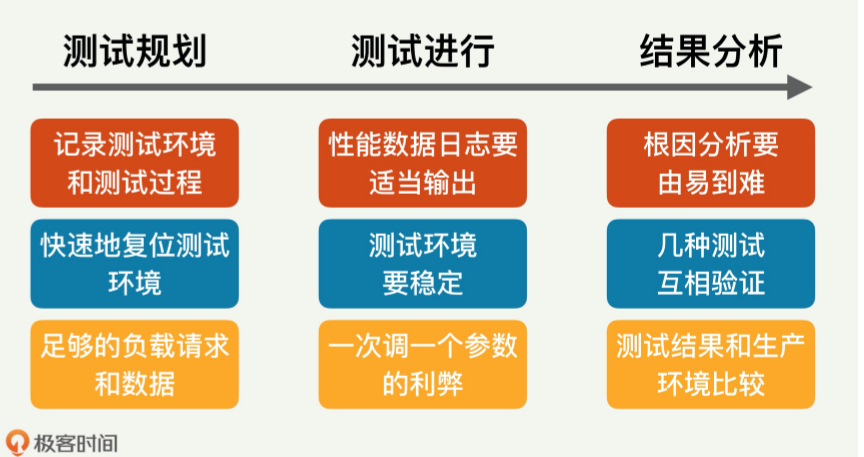 测试规划
测试进行
结果分析
记录测试环境
和测试过程
性能数据日志要
适当输出
根因分析要
由易到难
快速地复位测试
环境
测试环境
要稳定
几种测试
互相验证
足够的负载请求
和数据
一次调一个参数
的利弊
测试结果和生产
环境比较
极客时间